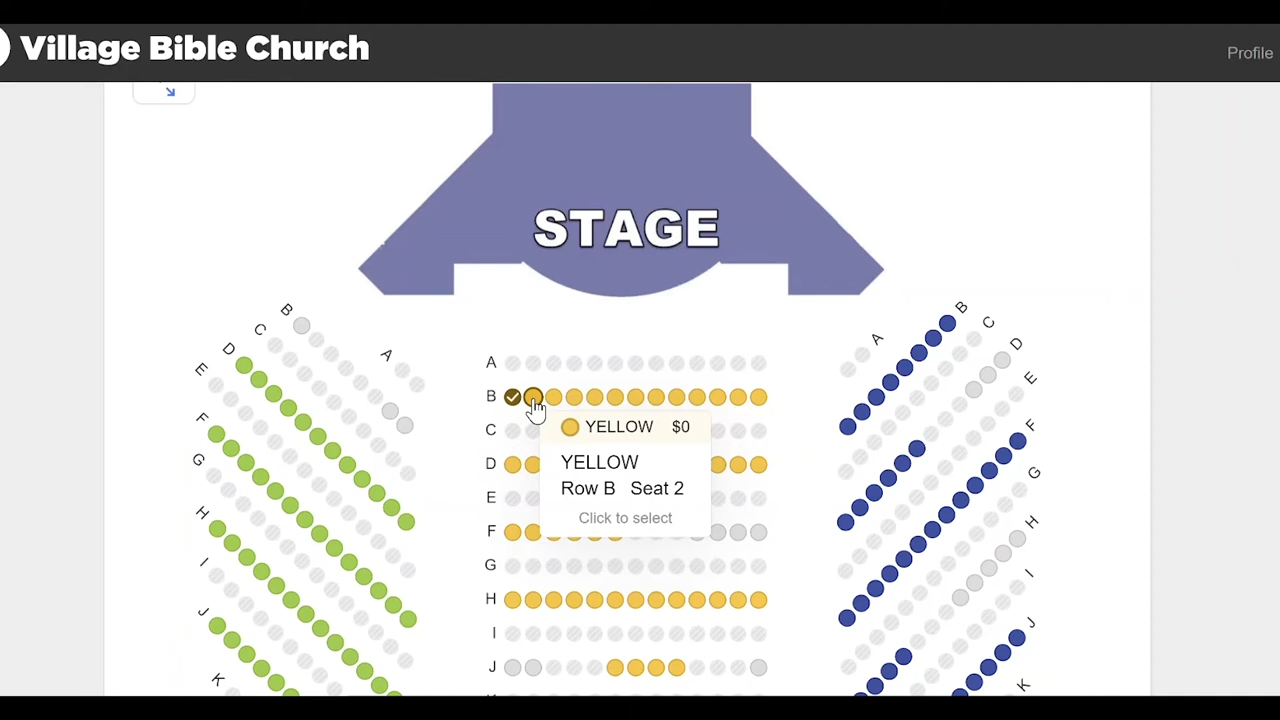 Village Bible Church
Profile
STAGE
B
C
D
E
F
G
H
I
J
K
A
A
B
C
D
E
F
G
H
I
J
A
B
C
D
E
F
G
H
I
J
K
YELLOW $0
YELLOW
Row B Seat 2
Click to select